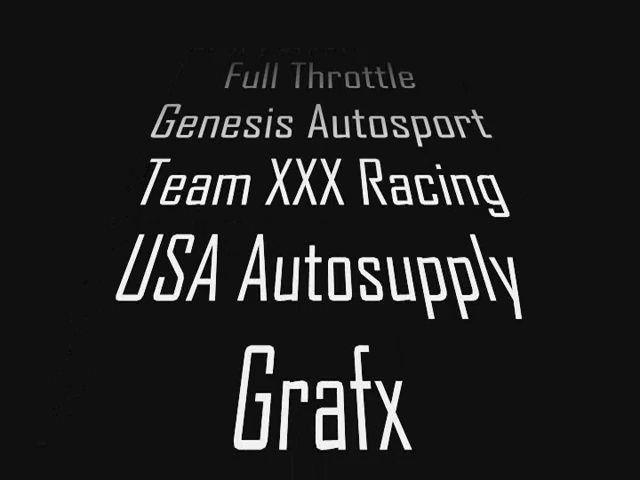 Full Throttle
Genesis Autosport
Team XXX Racing
USA Autosupply
Grafx